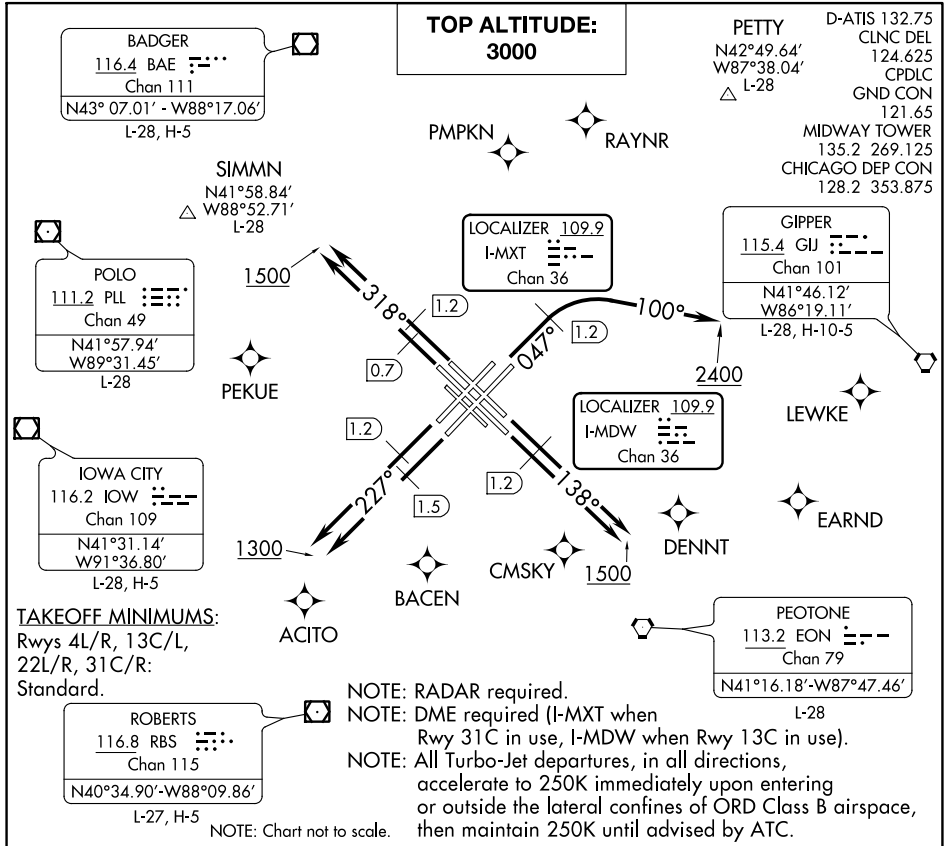 TOP ALTITUDE:
3000
BADGER
116.4 BAE
Chan 111
N43° 07.01’ - W88°17.06’
L-28, H-5
PETTY
N42°49.64’
W87°38.04’
L-28
D-ATIS 132.75
CLNC DEL
124.625
CPDLC
GND CON
121.65
MIDWAY TOWER
135.2 269.125
CHICAGO DEP CON
128.2 353.875
PMPKN
RAYNR
SIMMN
N41°58.84’
W88°52.71’
L-28
LOCALIZER 109.9
I-MXT
Chan 36
GIPPER
115.4 GIJ
Chan 101
N41°46.12’
W86°19.11’
L-28, H-10-5
POLO
111.2 PLL
Chan 49
N41°57.94’
W89°31.45’
L-28
1500
318°
1.2
0.7
047°
1.2
100°
2400
PEKUE
LEWKE
LOCALIZER 109.9
I-MDW
Chan 36
IOWA CITY
116.2 IOW
Chan 109
N41°31.14’
W91°36.80’
L-28, H-5
1.2
227°
1.5
1300
1.2
138°
1500
DENNT
EARND
CMSKY
BACEN
ACITO
TAKEOFF MINIMUMS:
Rwys 4L/R, 13C/L,
22L/R, 31C/R:
Standard.
PEOTONE
113.2 EON
Chan 79
N41°16.18’-W87°47.46’
L-28
ROBERTS
116.8 RBS
Chan 115
N40°34.90’-W88°09.86’
L-27, H-5
NOTE: Chart not to scale.
NOTE: RADAR required.
NOTE: DME required (I-MXT when
Rwy 31C in use, I-MDW when Rwy 13C in use).
NOTE: All Turbo-Jet departures, in all directions,
accelerate to 250K immediately upon entering
or outside the lateral confines of ORD Class B airspace,
then maintain 250K until advised by ATC.